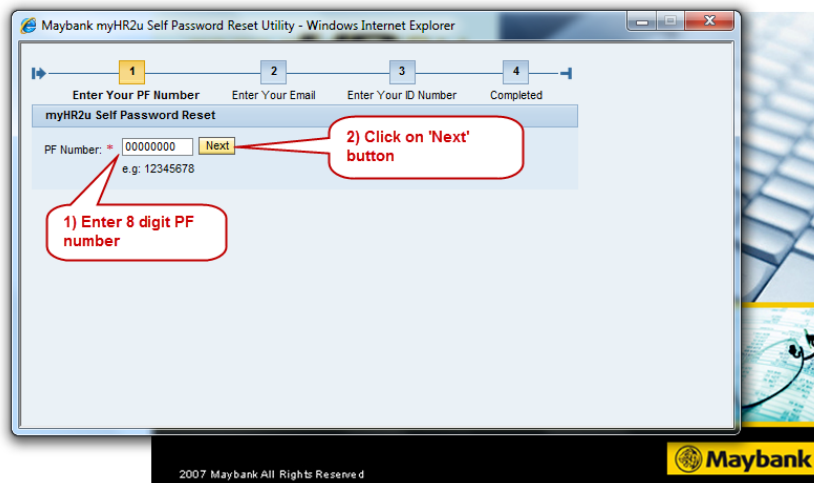 Maybank myHR2u Self Password Reset Utility - Windows Internet Explorer
1 2 3 4
Enter Your PF Number Enter Your Email Enter Your ID Number Completed
myHR2u Self Password Reset
PF Number: * 00000000 Next
e.g: 12345678
2) Click on 'Next'
button
1) Enter 8 digit PF
number
Maybank
2007 Maybank All Rights Reserved